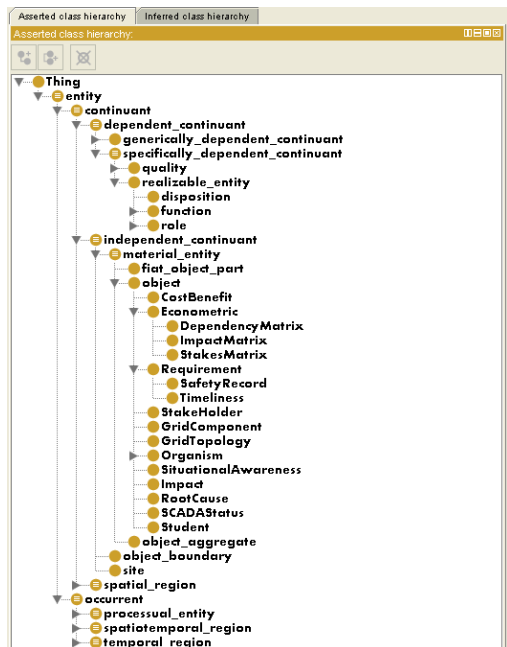 Asserted class hierarchy Inferred class hierarchy
Asserted class hierarchy:
Thing
entity
continuant
dependent_continuant
generically_dependent_continuant
specifically_dependent_continuant
quality
realizable_entity
disposition
function
role
independent_continuant
material_entity
fiat_object_part
object
CostBenefit
Econometric
DependencyMatrix
ImpactMatrix
StakesMatrix
Requirement
SafetyRecord
Timeliness
StakeHolder
GridComponent
GridTopology
Organism
SituationalAwareness
Impact
RootCause
SCADAStatus
Student
object_aggregate
object_boundary
site
spatial_region
occurrent
processual_entity
spatiotemporal_region
temporal_region